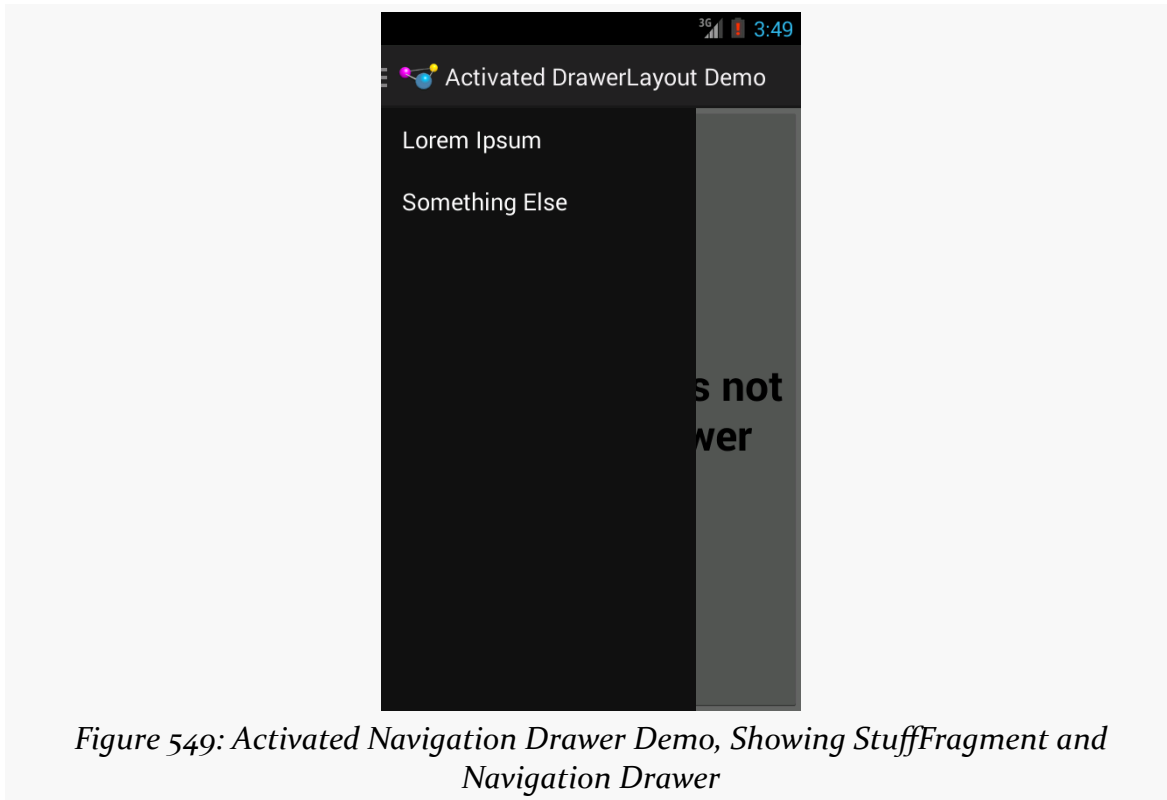 3G 3:49
Activated DrawerLayout Demo
Lorem Ipsum
Something Else
s not
wer
Figure 549: Activated Navigation Drawer Demo, Showing StuffFragment and
Navigation Drawer